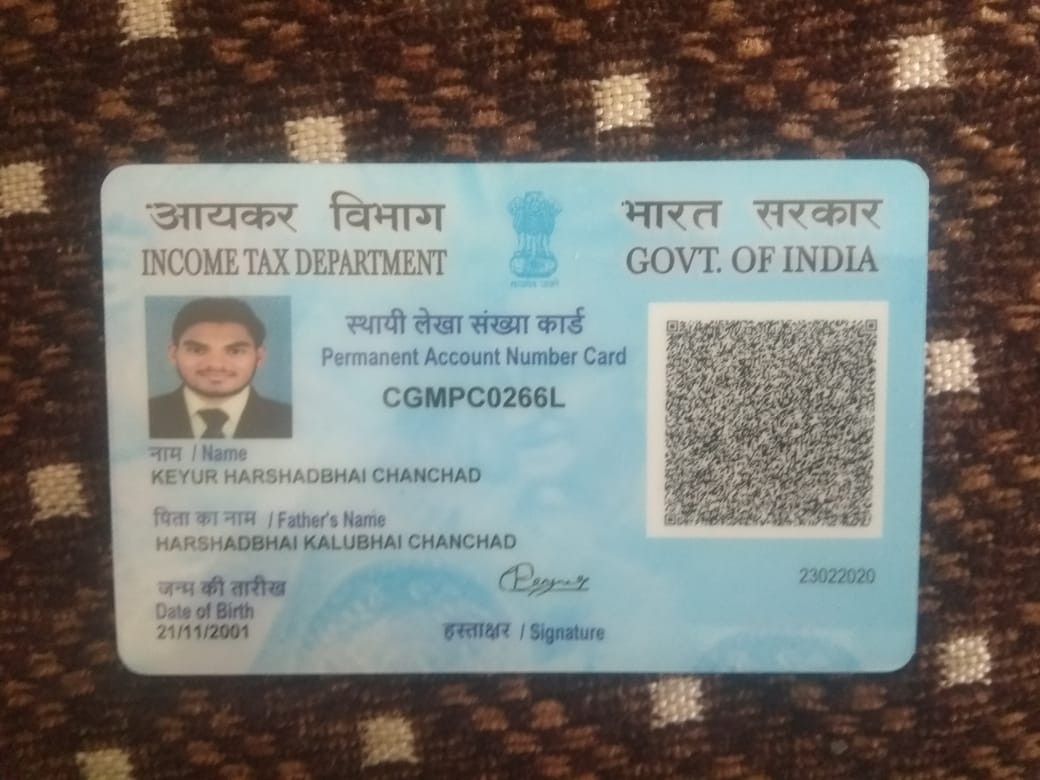 आयकर विभाग
INCOME TAX DEPARTMENT
भारत सरकार
GOVT. OF INDIA
सत्यमेव जयते
स्थायी लेखा संख्या कार्ड
Permanent Account Number Card
CGMPC0266L
नाम / Name
KEYUR HARSHADBHAI CHANCHAD
पिता का नाम / Father's Name
HARSHADBHAI KALUBHAI CHANCHAD
जन्म की तारीख
Date of Birth
21/11/2001
हस्ताक्षर / Signature
23022020